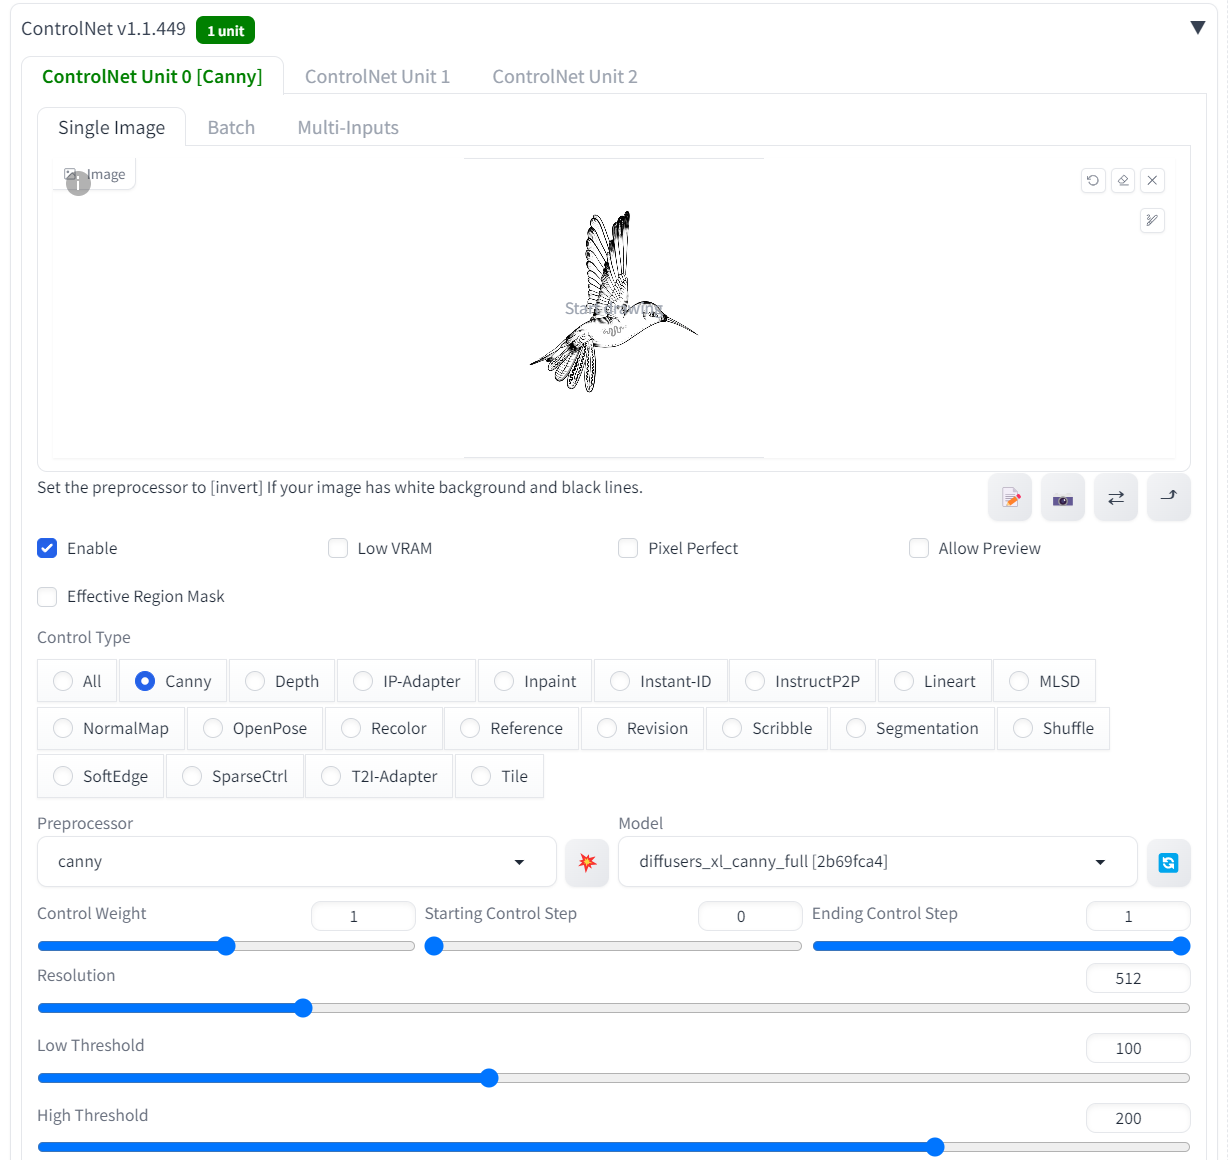 ControlNet v1.1.449 1 unit
ControlNet Unit 0 [Canny] ControlNet Unit 1 ControlNet Unit 2
Single Image Batch Multi-Inputs
Image
Start drawing
Set the preprocessor to [invert] If your image has white background and black lines.
Enable Low VRAM Pixel Perfect Allow Preview
Effective Region Mask
Control Type
All Canny Depth IP-Adapter Inpaint Instant-ID InstructP2P Lineart MLSD
NormalMap OpenPose Recolor Reference Revision Scribble Segmentation Shuffle
SoftEdge SparseCtrl T2I-Adapter Tile
Preprocessor Model
canny diffusers_xl_canny_full [2b69fca4]
Control Weight 1 Starting Control Step 0 Ending Control Step 1
Resolution 512
Low Threshold 100
High Threshold 200